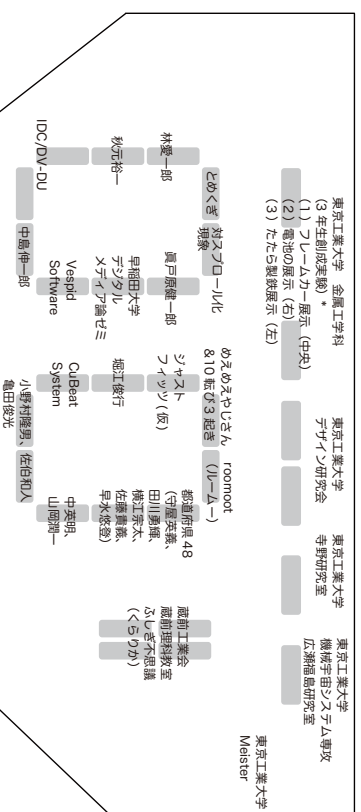 東京工業大学 金属工学科
(3年生創成実験)*
(1) フレームカー展示(中央)
(2) 電池の展示(右)
(3) たたら製鉄展示(左)
東京工業大学
デザイン研究会
東京工業大学
寺野研究室
東京工業大学
機械宇宙システム専攻
広瀬福島研究室
東京工業大学
Meister
とめくぎ
対スプロール化
現象
めえめえやじさん
&10転び3起き
roomoot
(ルームー)
林愛一郎
眞戸原健一郎
ジャスト
フィッツ(仮)
都道府県48
(守屋英義、
田川勇輝、
横江宗太、
佐藤貴義、
早水悠登)
蔵前工業会
蔵前理科教室
ふしぎ不思議
(くらりか)
秋元裕一
早稲田大学
デジタル
メディア論ゼミ
堀江俊行
IDC/DV-DU
Vespid
Software
CuBeat
System
中英明、
山岡潤一
中島伸一郎
小野村隆男、佐伯和人
亀田俊光